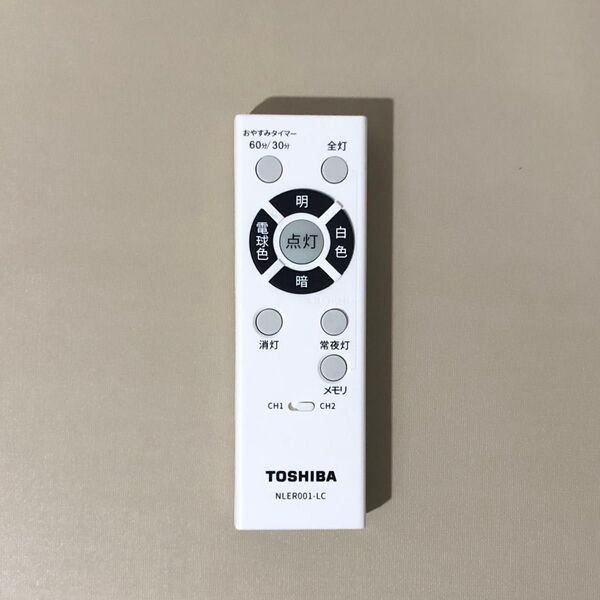 おやすみタイマー
60分/30分
全灯
明
電球色
点灯
白色
暗
消灯
常夜灯
メモリ
CH1 CH2
TOSHIBA
NLER001-LC